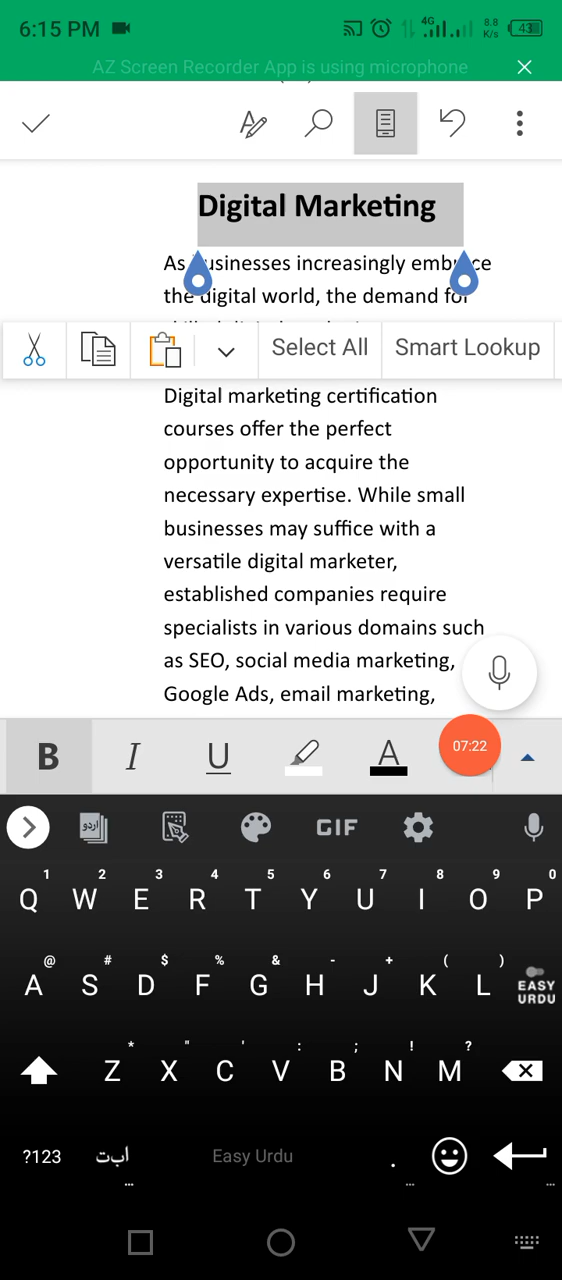 6:15 PM
4G
8.8
K/s
43
AZ Screen Recorder App is using microphone
Digital Marketing
As businesses increasingly embrace
the digital world, the demand for
Select All
Smart Lookup
Digital marketing certification
courses offer the perfect
opportunity to acquire the
necessary expertise. While small
businesses may suffice with a
versatile digital marketer,
established companies require
specialists in various domains such
as SEO, social media marketing,
Google Ads, email marketing,
B I U A 07:22
اردو GIF
1 2 3 4 5 6 7 8 9 0
Q W E R T Y U I O P
@ # $ % & - + ( )
A S D F G H J K L EASY
URDU
* " ' : ; ! ?
Z X C V B N M
?123 ا ب ت Easy Urdu .